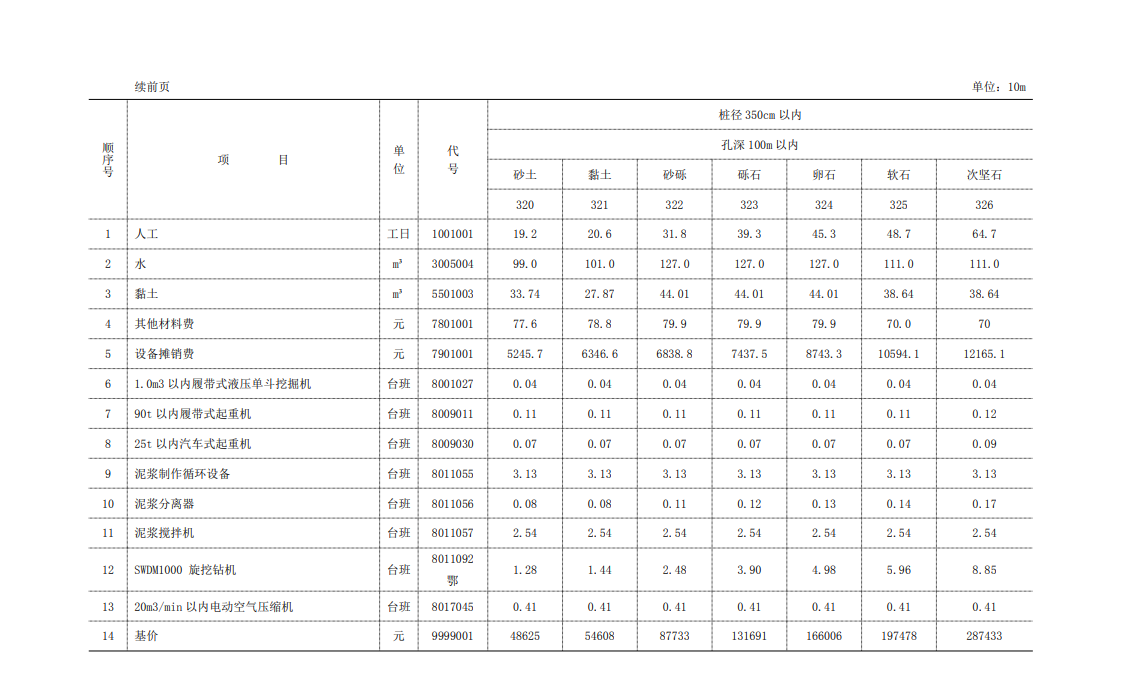 续前页 单位：10m
顺序号 项 目 单位 代号 桩径 350cm 以内
孔深 100m 以内
砂土 黏土 砂砾 砾石 卵石 软石 次坚石
320 321 322 323 324 325 326
1 人工 工日 1001001 19.2 20.6 31.8 39.3 45.3 48.7 64.7
2 水 m³ 3005004 99.0 101.0 127.0 127.0 127.0 111.0 111.0
3 黏土 m³ 5501003 33.74 27.87 44.01 44.01 44.01 38.64 38.64
4 其他材料费 元 7801001 77.6 78.8 79.9 79.9 79.9 70.0 70
5 设备摊销费 元 7901001 5245.7 6346.6 6838.8 7437.5 8743.3 10594.1 12165.1
6 1.0m3 以内履带式液压单斗挖掘机 台班 8001027 0.04 0.04 0.04 0.04 0.04 0.04 0.04
7 90t 以内履带式起重机 台班 8009011 0.11 0.11 0.11 0.11 0.11 0.11 0.12
8 25t 以内汽车式起重机 台班 8009030 0.07 0.07 0.07 0.07 0.07 0.07 0.09
9 泥浆制作循环设备 台班 8011055 3.13 3.13 3.13 3.13 3.13 3.13 3.13
10 泥浆分离器 台班 8011056 0.08 0.08 0.11 0.12 0.13 0.14 0.17
11 泥浆搅拌机 台班 8011057 2.54 2.54 2.54 2.54 2.54 2.54 2.54
12 SWDM1000 旋挖钻机 台班 8011092鄂 1.28 1.44 2.48 3.90 4.98 5.96 8.85
13 20m3/min 以内电动空气压缩机 台班 8017045 0.41 0.41 0.41 0.41 0.41 0.41 0.41
14 基价 元 9999001 48625 54608 87733 131691 166006 197478 287433